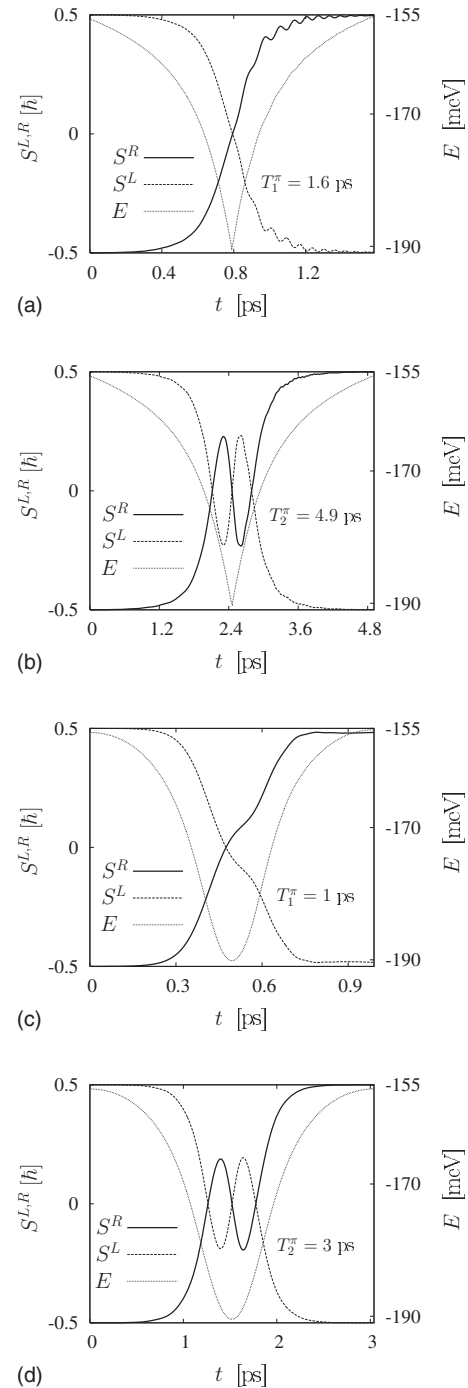 0.5 -155
-170
S^{L,R} [ħ] 0 E [meV]
S^R
S^L T_1^π = 1.6 ps
E
-0.5 -190
0 0.4 0.8 1.2
(a) t [ps]
0.5 -155
-170
S^{L,R} [ħ] 0 E [meV]
S^R T_2^π = 4.9 ps
S^L
E
-0.5 -190
0 1.2 2.4 3.6 4.8
(b) t [ps]
0.5 -155
-170
S^{L,R} [ħ] 0 E [meV]
S^R
S^L T_1^π = 1 ps
E
-0.5 -190
0 0.3 0.6 0.9
(c) t [ps]
0.5 -155
-170
S^{L,R} [ħ] 0 E [meV]
S^R
S^L T_2^π = 3 ps
E
-0.5 -190
0 1 2 3
(d) t [ps]